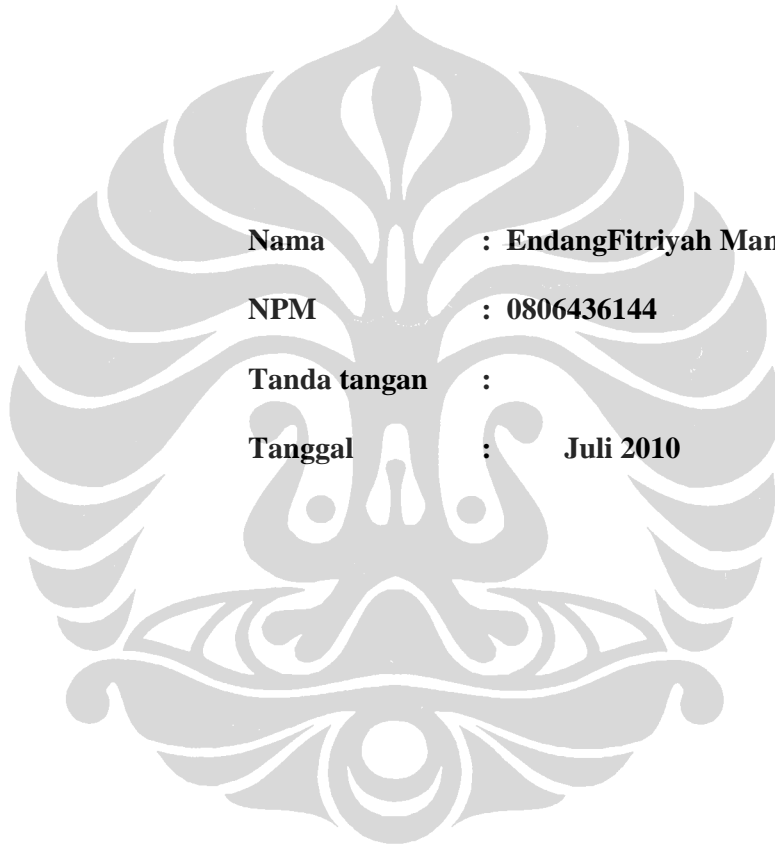 Nama : EndangFitriyah Man
NPM : 0806436144
Tanda tangan :
Tanggal : Juli 2010